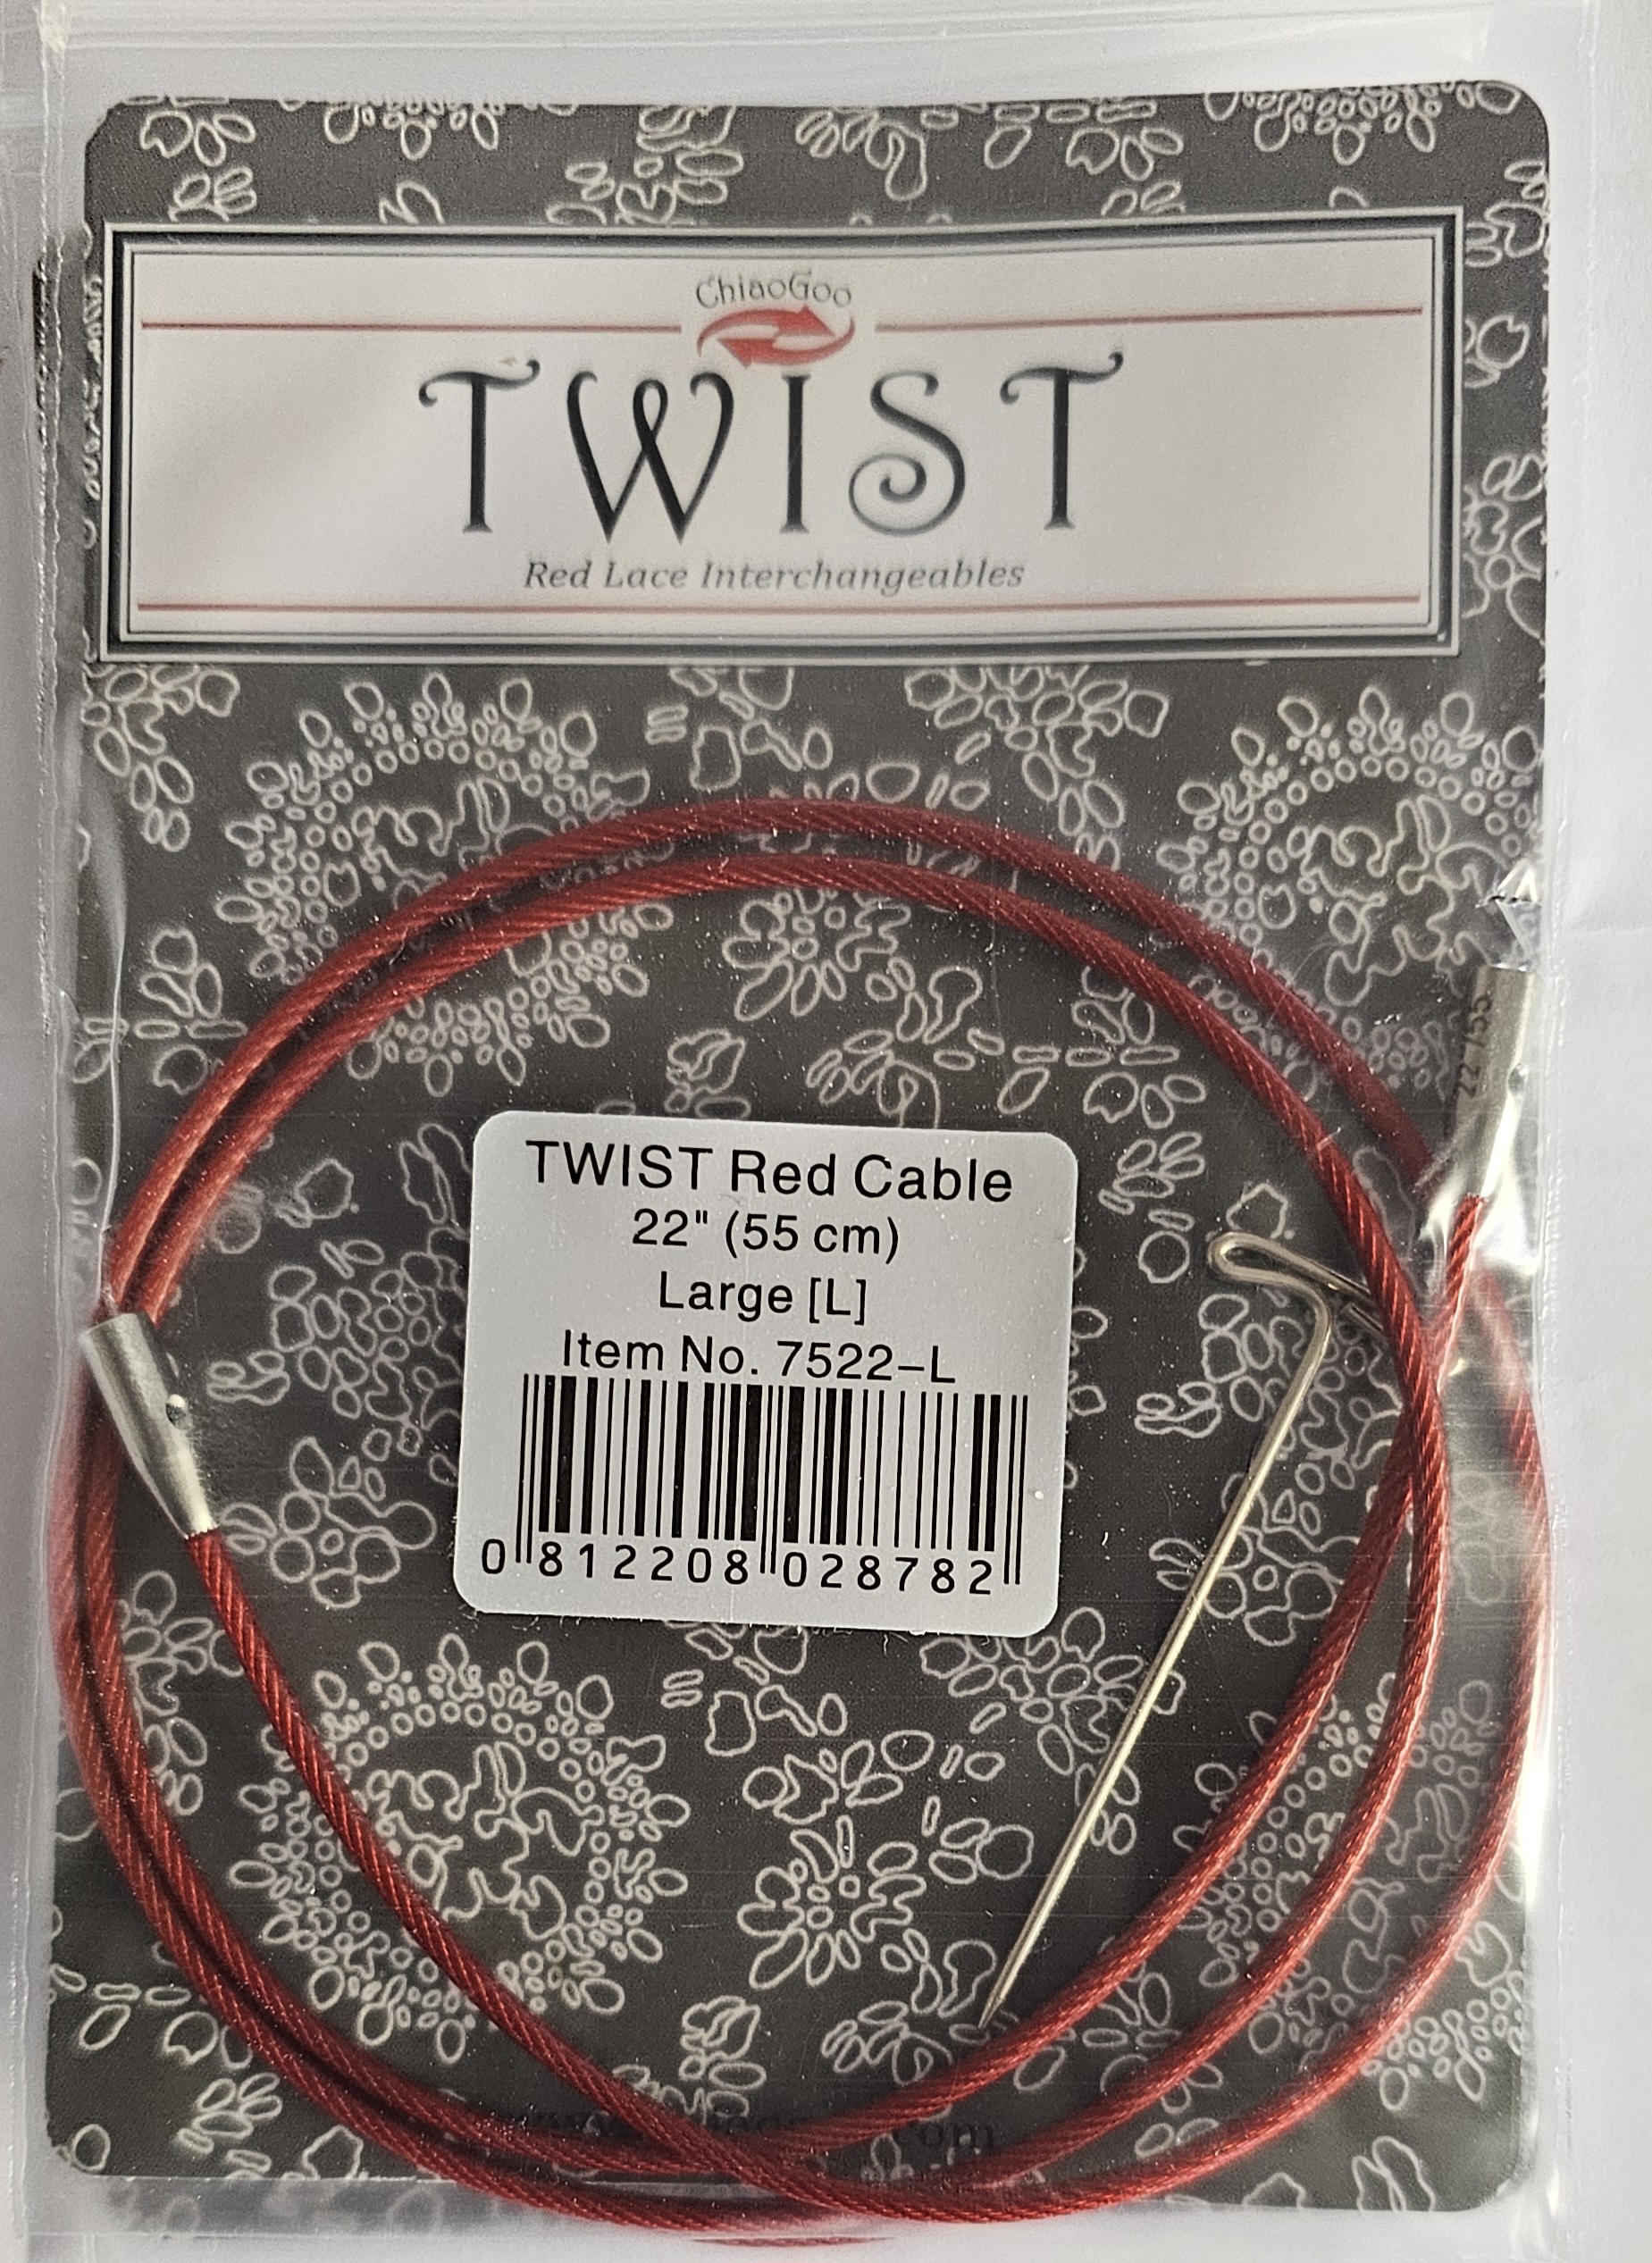 ChiaoGoo
TWIST
Red Lace Interchangeables
22"/55
TWIST Red Cable
22" (55 cm)
Large [L]
Item No. 7522-L
0 812208 028782